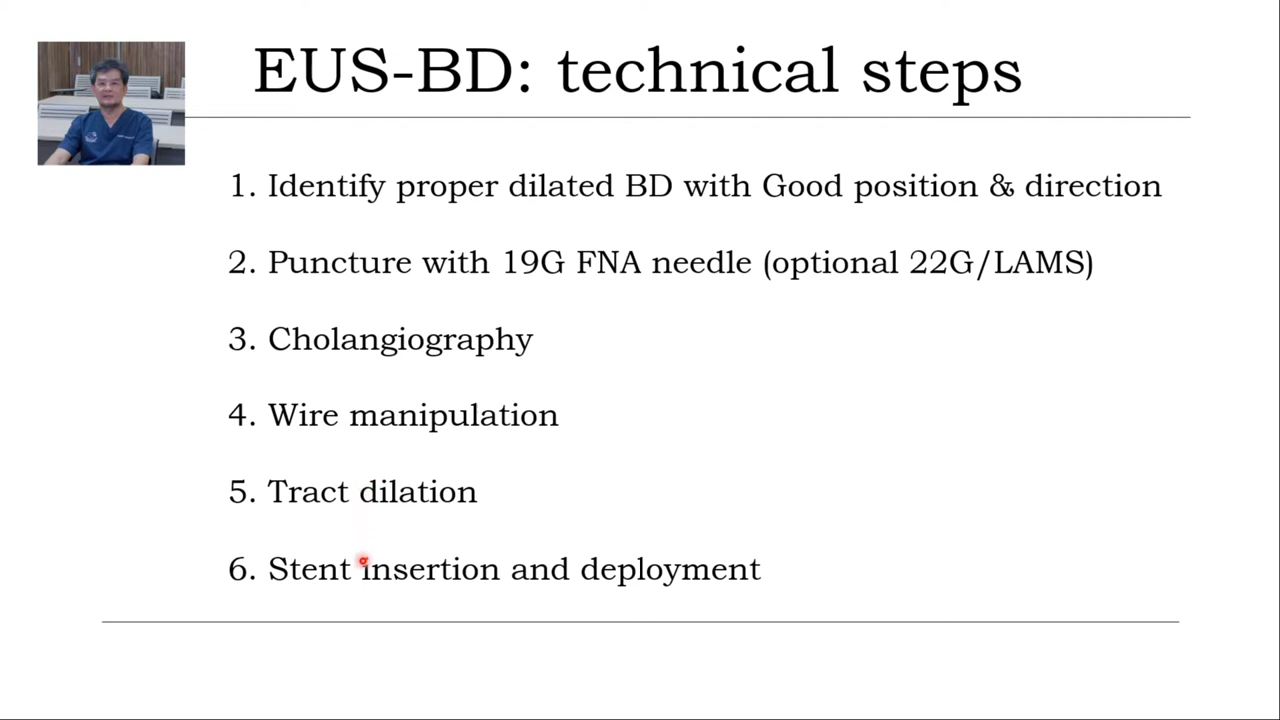 EUS-BD: technical steps
1. Identify proper dilated BD with Good position & direction
2. Puncture with 19G FNA needle (optional 22G/LAMS)
3. Cholangiography
4. Wire manipulation
5. Tract dilation
6. Stent insertion and deployment